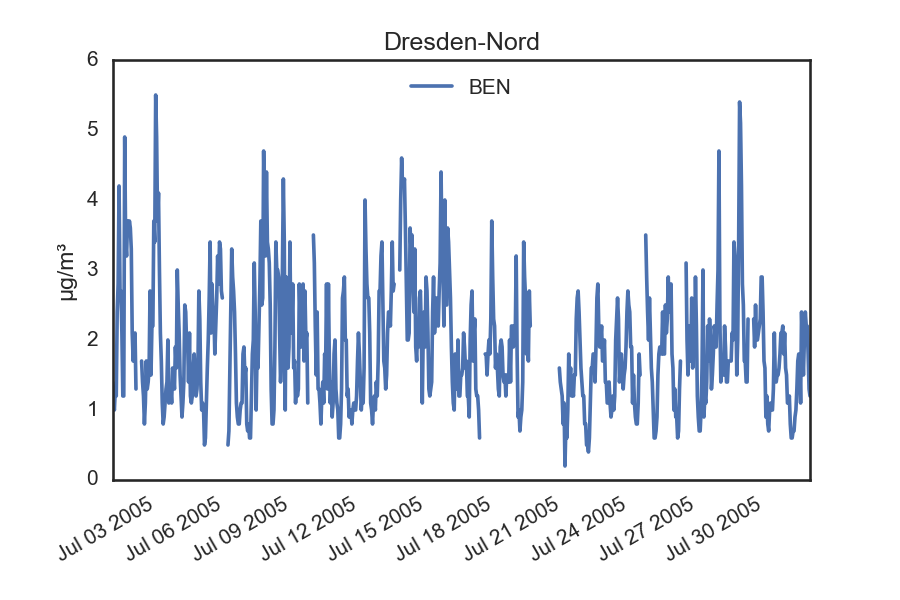 Dresden-Nord
BEN
µg/m³
6
5
4
3
2
1
0
Jul 03 2005
Jul 06 2005
Jul 09 2005
Jul 12 2005
Jul 15 2005
Jul 18 2005
Jul 21 2005
Jul 24 2005
Jul 27 2005
Jul 30 2005